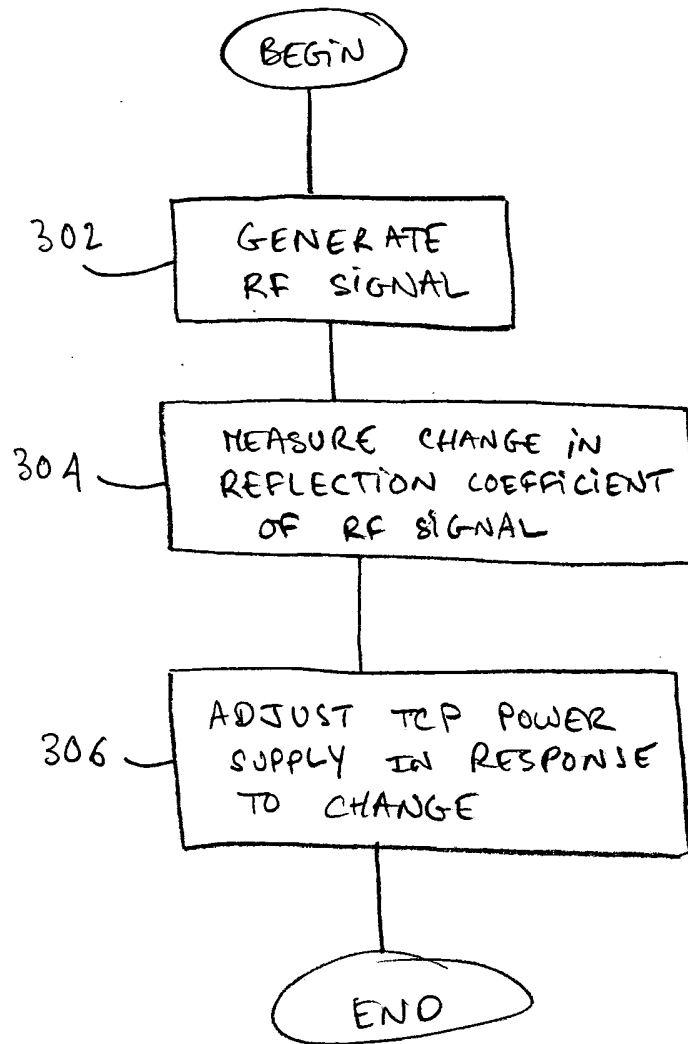 BEGIN
302
GENERATE
RF SIGNAL
304
MEASURE CHANGE IN
REFLECTION COEFFICIENT
OF RF SIGNAL
306
ADJUST TCP POWER
SUPPLY IN RESPONSE
TO CHANGE
END